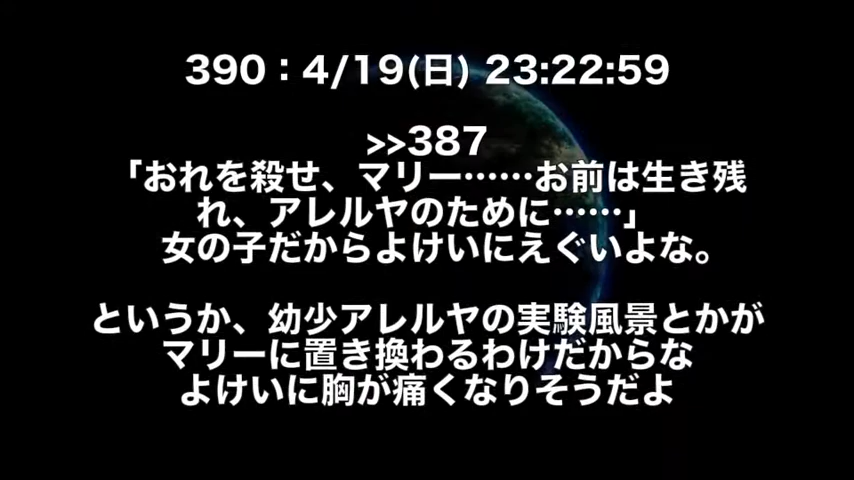 390：4/19(日) 23:22:59
>>387
「おれを殺せ、マリー……お前は生き残
れ、アレルヤのために……」
女の子だからよけいにえぐいよな。
というか、幼少アレルヤの実験風景とかが
マリーに置き換わるわけだからな
よけいに胸が痛くなりそうだよ